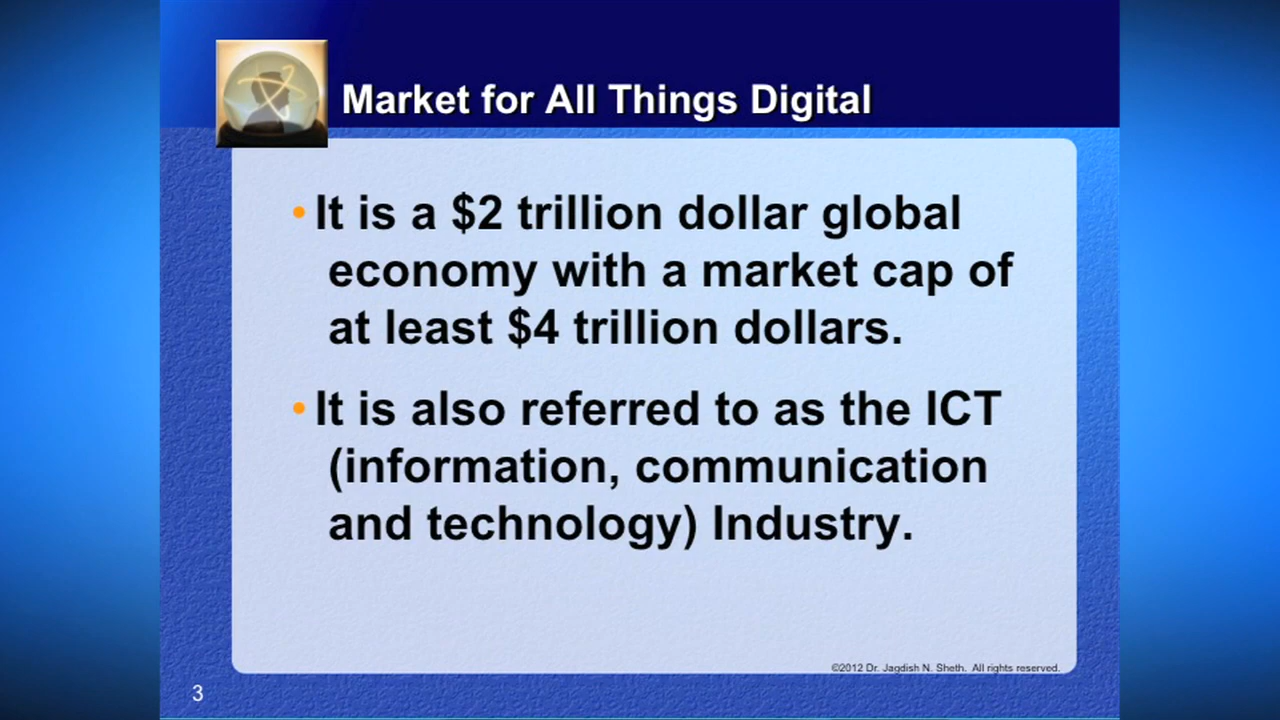 Market for All Things Digital
• It is a $2 trillion dollar global
economy with a market cap of
at least $4 trillion dollars.
• It is also referred to as the ICT
(information, communication
and technology) Industry.
©2012 Dr. Jagdish N. Sheth. All rights reserved.
3